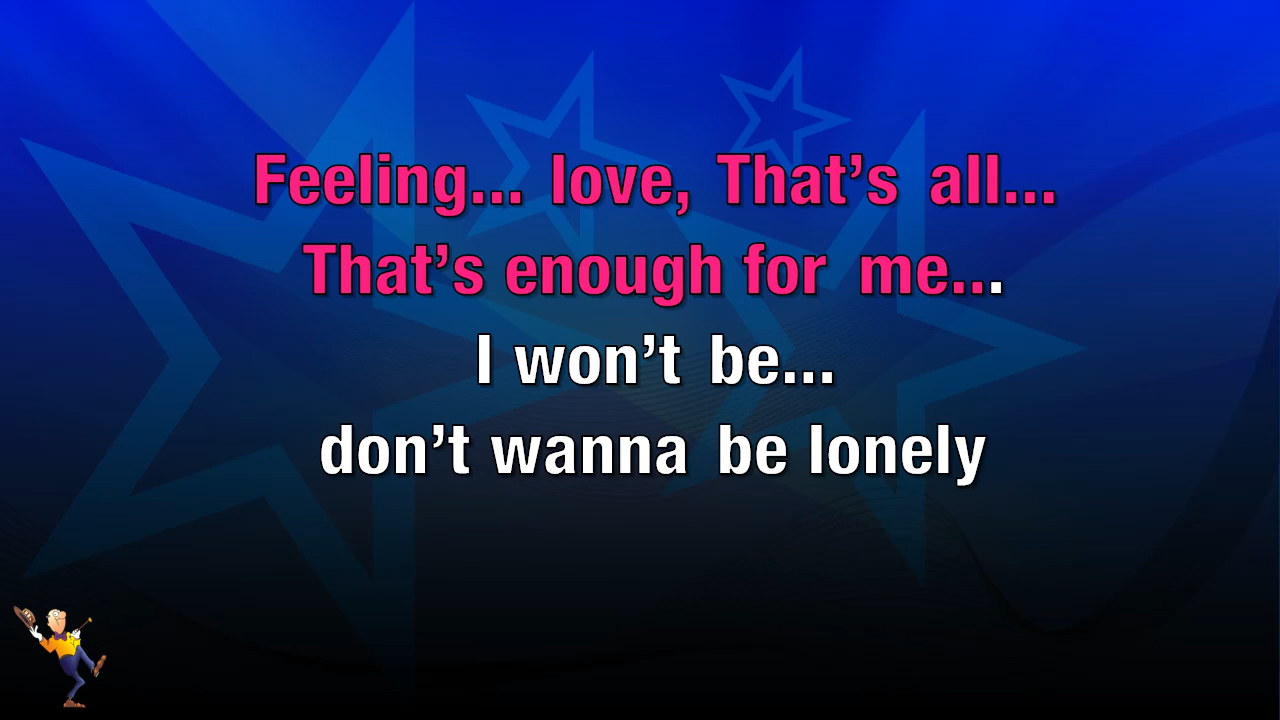 Feeling... love, That’s all...
That’s enough for me...
I won’t be...
don’t wanna be lonely